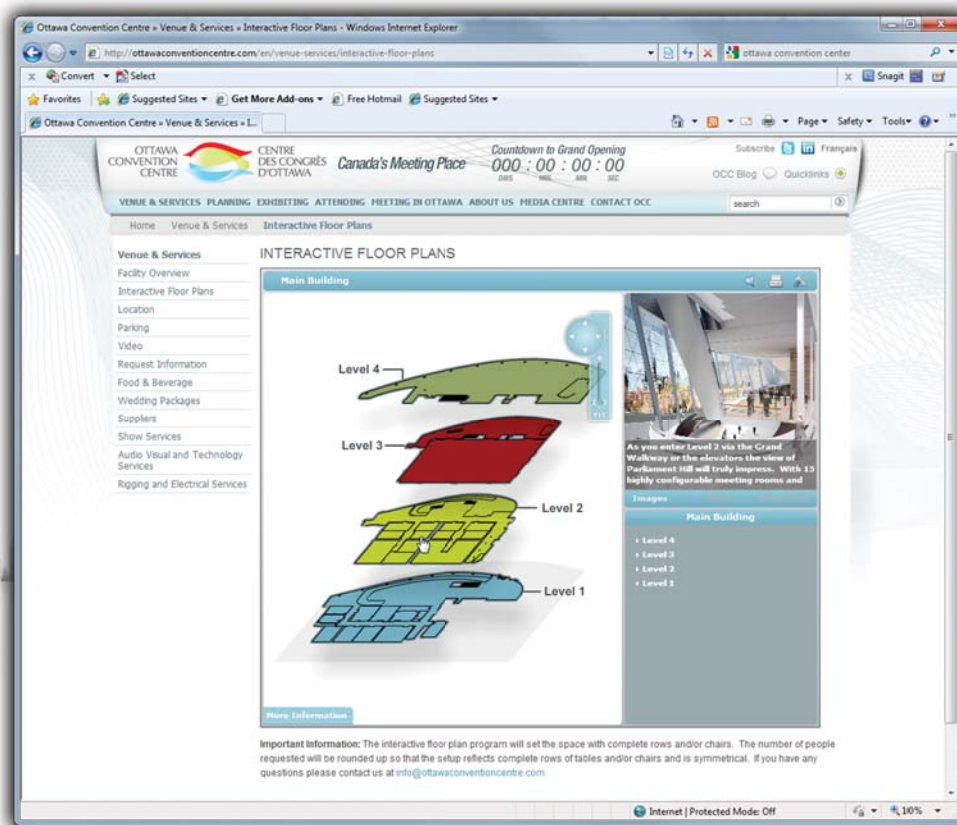 Ottawa Convention Centre » Venue & Services » Interactive Floor Plans - Windows Internet Explorer
http://ottawaconventioncentre.com/en/venue-services/interactive-floor-plans
ottawa convention center
x Convert Select
x Snagit
Favorites Suggested Sites Get More Add-ons Free Hotmail Suggested Sites
Ottawa Convention Centre » Venue & Services » I...
Page Safety Tools
OTTAWA CONVENTION CENTRE
CENTRE DES CONGRÈS D'OTTAWA
Canada's Meeting Place
Countdown to Grand Opening
000 : 00 : 00 : 00
DAYS HRS. MIN. SEC
Subscribe Français
OCC Blog Quicklinks
VENUE & SERVICES PLANNING EXHIBITING ATTENDING MEETING IN OTTAWA ABOUT US MEDIA CENTRE CONTACT OCC
search
Home Venue & Services Interactive Floor Plans
Venue & Services
Facility Overview
Interactive Floor Plans
Location
Parking
Video
Request Information
Food & Beverage
Wedding Packages
Suppliers
Show Services
Audio Visual and Technology
Services
Rigging and Electrical Services
INTERACTIVE FLOOR PLANS
Main Building
Level 4
Level 3
Level 2
Level 1
FIT
More Information
As you enter Level 2 via the Grand
Walkway or the elevators the view of
Parliament Hill will truly impress. With 15
highly configurable meeting rooms and
Images
Main Building
Level 4
Level 3
Level 2
Level 1
Important Information: The interactive floor plan program will set the space with complete rows and/or chairs. The number of people
requested will be rounded up so that the setup reflects complete rows of tables and/or chairs and is symmetrical. If you have any
questions please contact us at info@ottawaconventioncentre.com
Internet | Protected Mode: Off